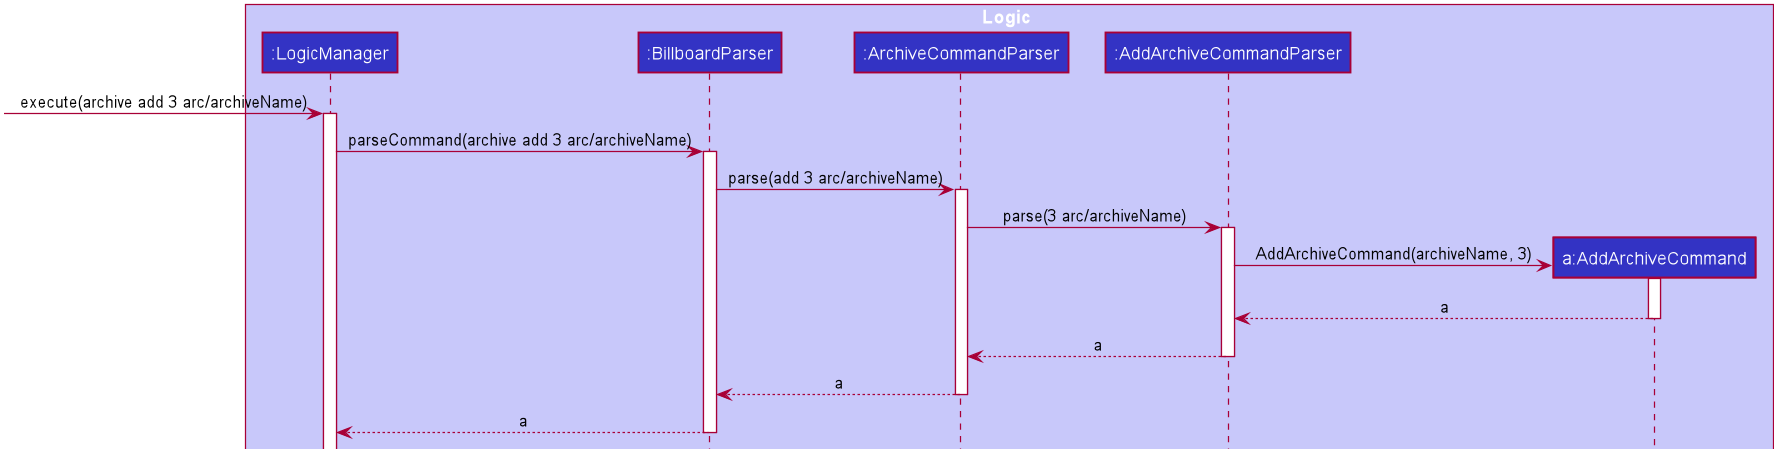 Logic
:LogicManager
:BillboardParser
:ArchiveCommandParser
:AddArchiveCommandParser
execute(archive add 3 arc/archiveName)
parseCommand(archive add 3 arc/archiveName)
parse(add 3 arc/archiveName)
parse(3 arc/archiveName)
AddArchiveCommand(archiveName, 3)
a:AddArchiveCommand
a
a
a
a